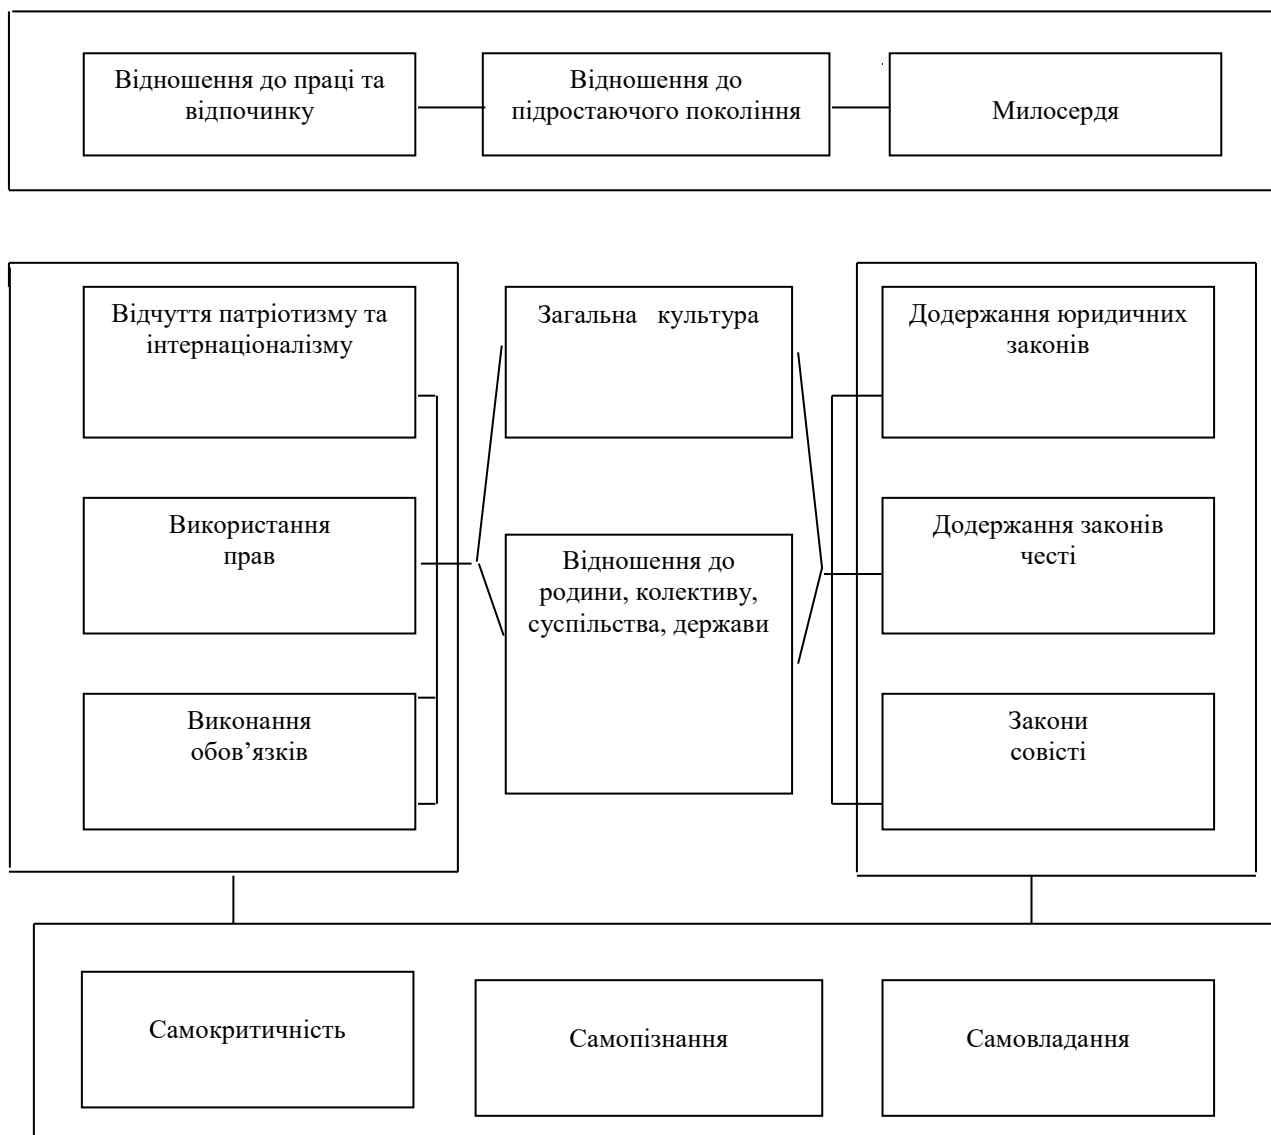 Відношення до праці та
відпочинку
Відношення до
підростаючого покоління
Милосердя
Відчуття патріотизму та
інтернаціоналізму
Загальна культура
Додержання юридичних
законів
Використання
прав
Відношення до
родини, колективу,
суспільства, держави
Додержання законів
честі
Виконання
обов’язків
Закони
совісті
Самокритичність
Самопізнання
Самовладання